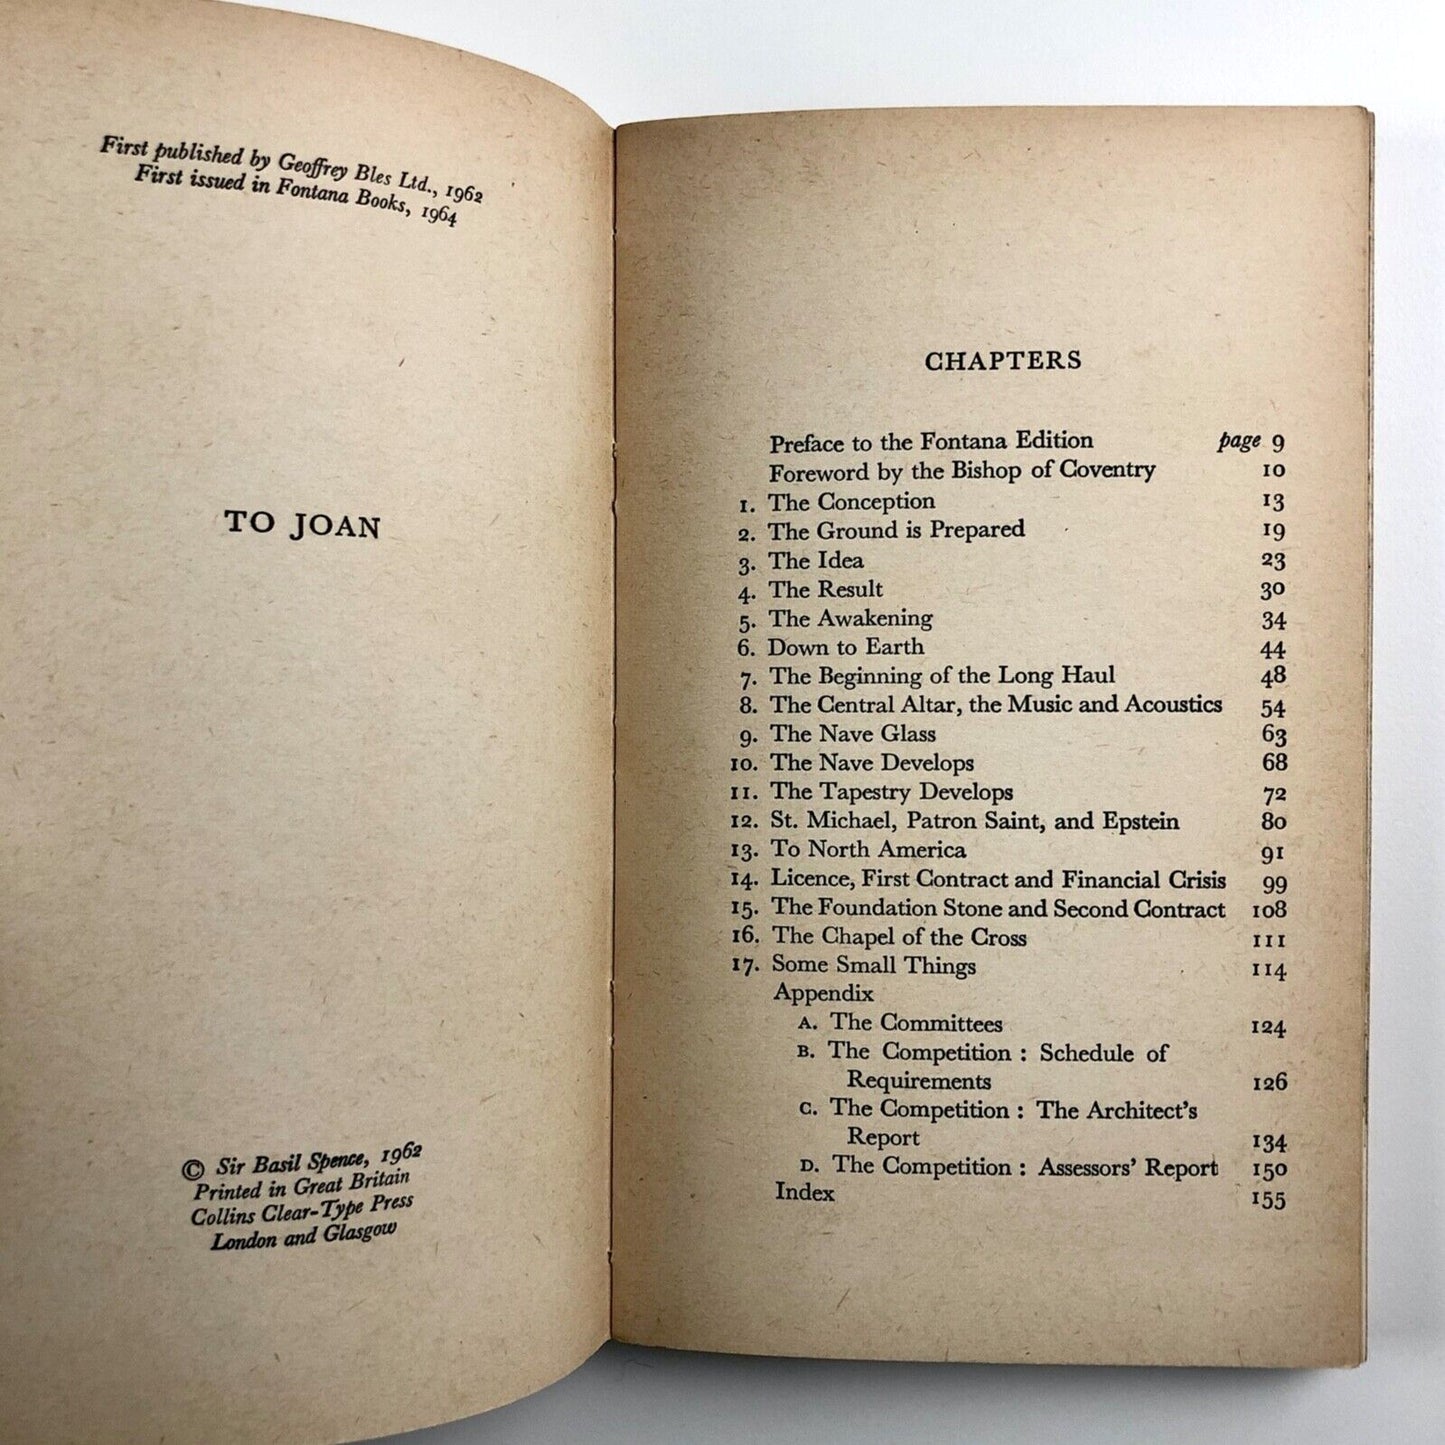 First published by Geoffrey Bles Ltd., 1962
First issued in Fontana Books, 1964
TO JOAN
© Sir Basil Spence, 1962
Printed in Great Britain
Collins Clear-Type Press
London and Glasgow
CHAPTERS
Preface to the Fontana Edition page 9
Foreword by the Bishop of Coventry 10
1. The Conception 13
2. The Ground is Prepared 19
3. The Idea 23
4. The Result 30
5. The Awakening 34
6. Down to Earth 44
7. The Beginning of the Long Haul 48
8. The Central Altar, the Music and Acoustics 54
9. The Nave Glass 63
10. The Nave Develops 68
11. The Tapestry Develops 72
12. St. Michael, Patron Saint, and Epstein 80
13. To North America 91
14. Licence, First Contract and Financial Crisis 99
15. The Foundation Stone and Second Contract 108
16. The Chapel of the Cross 111
17. Some Small Things 114
Appendix
A. The Committees 124
B. The Competition : Schedule of
Requirements 126
C. The Competition : The Architect's
Report 134
D. The Competition : Assessors' Report 150
Index 155